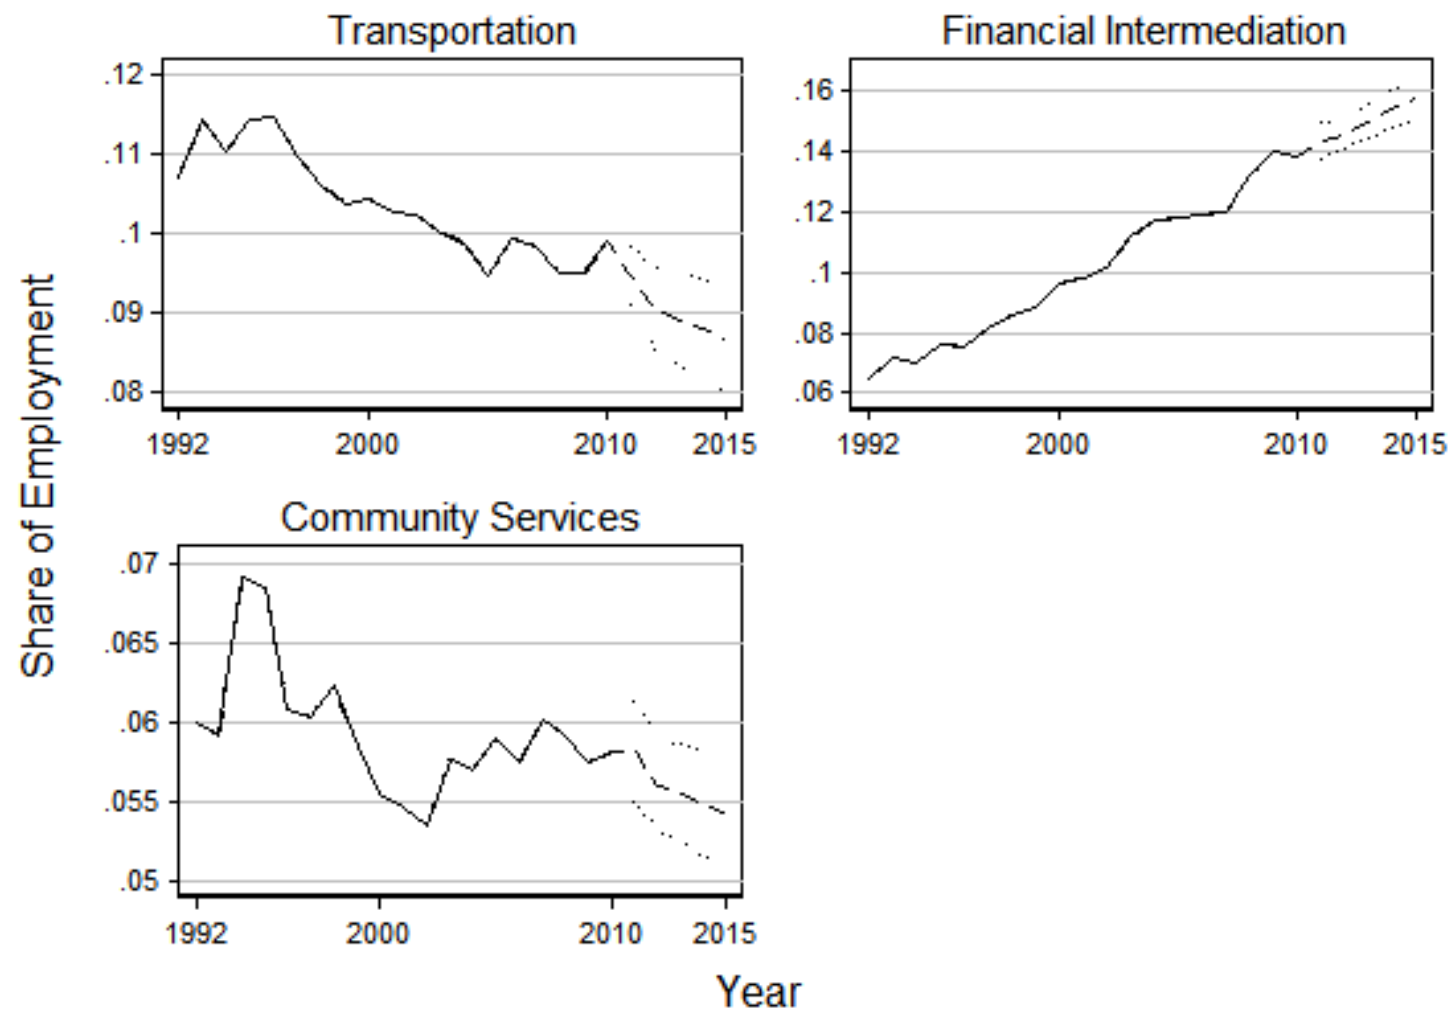 Transportation
.12
.11
.1
.09
.08
1992 2000 2010 2015
Financial Intermediation
.16
.14
.12
.1
.08
.06
1992 2000 2010 2015
Community Services
.07
.065
.06
.055
.05
1992 2000 2010 2015
Share of Employment
Year